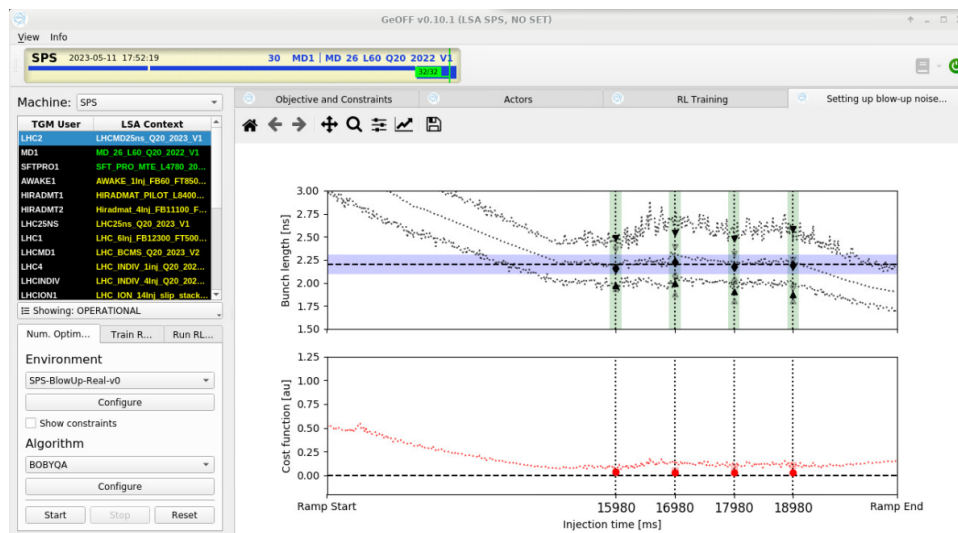 GeOFF v0.10.1 (LSA SPS, NO SET)
View Info
SPS 2023-05-11 17:52:19 30 MD1 | MD 26 L60 Q20 2022 V1
32/32
Machine: SPS
Objective and Constraints Actors RL Training Setting up blow-up noise...
TGM User LSA Context
LHC2 LHCMD25ns_Q20_2023_V1
MD1 MD_26_L60_Q20_2022_V1
SFTPRO1 SFT_PRO_MTE_L4780_20...
AWAKE1 AWAKE_1Inj_FB60_FT850...
HIRADMT1 HIRADMAT_PILOT_L8400...
HIRADMT2 Hiradmat_4Inj_FB11100_F...
LHC25NS LHC25ns_Q20_2023_V1
LHC1 LHC_6Inj_FB12300_FT500...
LHCMD1 LHC_BCMS_Q20_2023_V2
LHC4 LHC_INDIV_1inj_Q20_202...
LHCINDIV LHC_INDIV_4Inj_Q20_202...
LHCION1 LHC_ION_14Inj_slip_stack...
Showing: OPERATIONAL
Num. Optim... Train R... Run RL...
Environment
SPS-BlowUp-Real-v0
Configure
Show constraints
Algorithm
BOBYQA
Configure
Start Stop Reset
Bunch length [ns]
3.00
2.75
2.50
2.25
2.00
1.75
1.50
Cost function [au]
1.25
1.00
0.75
0.50
0.25
0.00
Ramp Start 15980 16980 17980 18980 Ramp End
Injection time [ms]